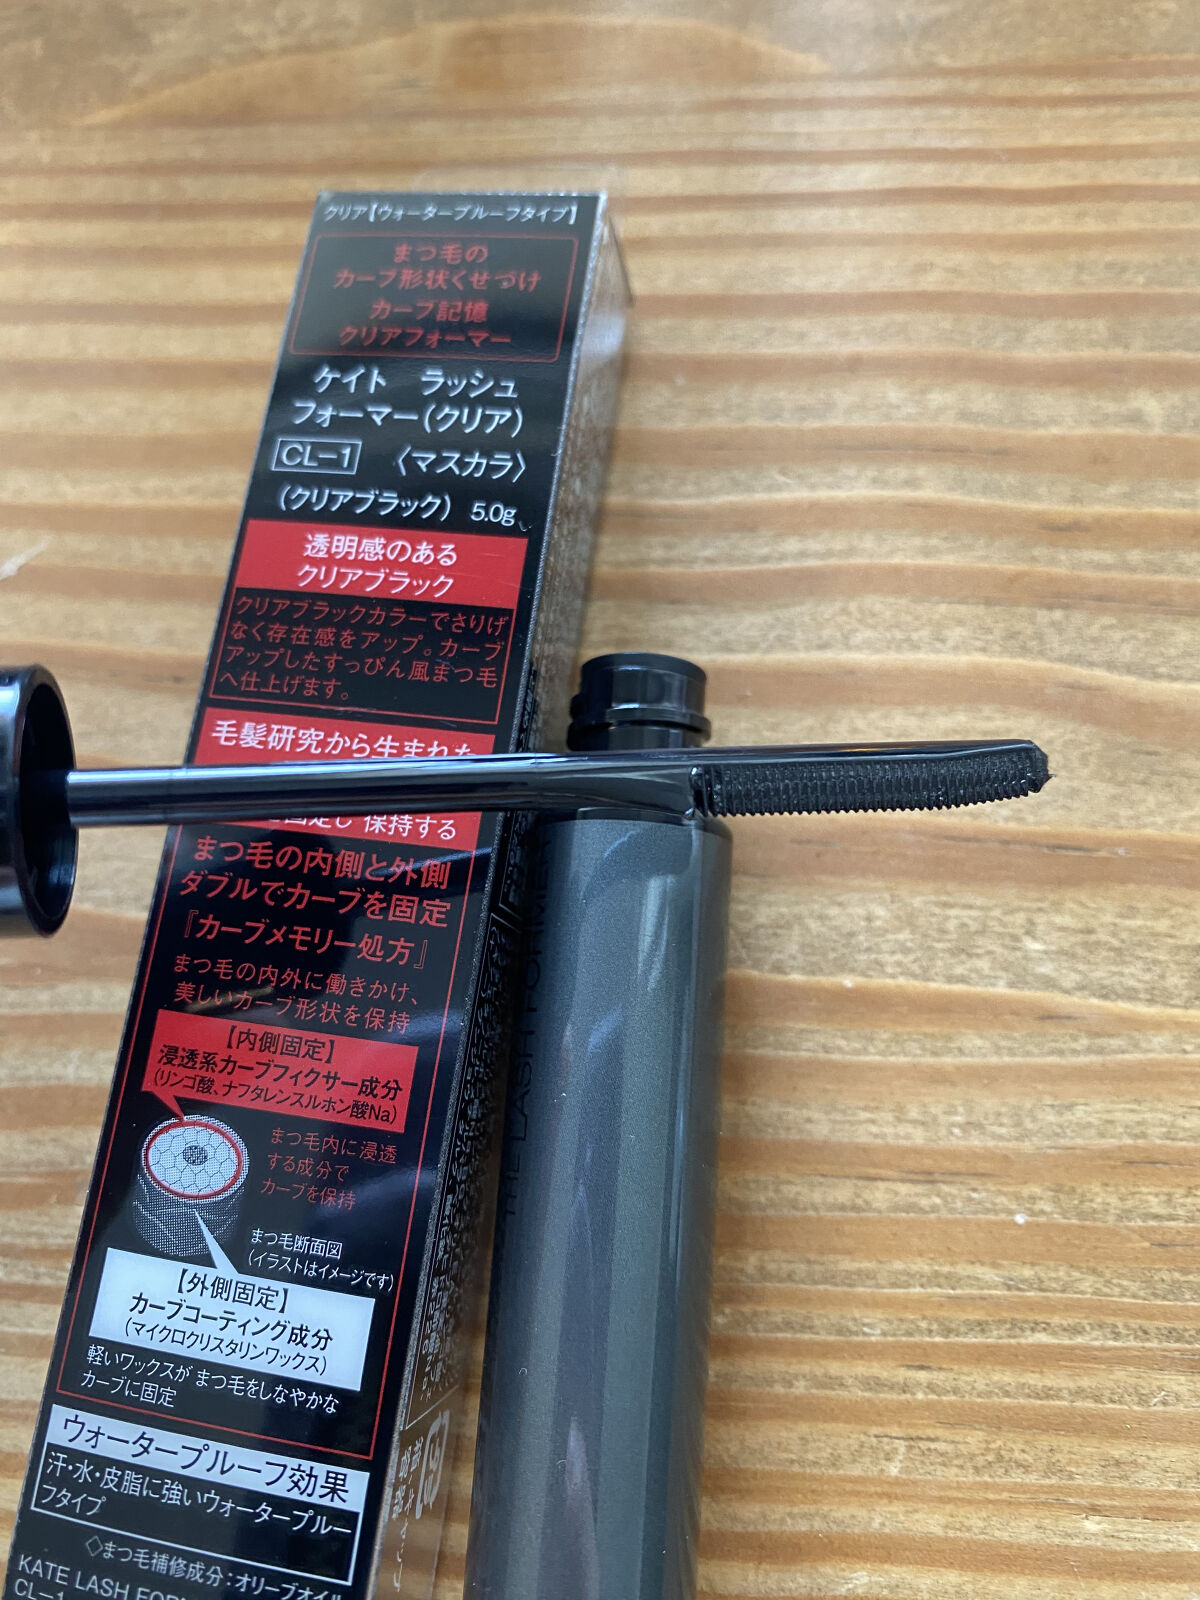 クリア【ウォータープルーフタイプ】
まつ毛の
カーブ形状くせづけ
カーブ記憶
クリアフォーマー
ケイト ラッシュ
フォーマー(クリア)
CL-1 〈マスカラ〉
(クリアブラック) 5.0g
透明感のある
クリアブラック
クリアブラックカラーでさりげ
なく存在感をアップ。カーブ
アップしたすっぴん風まつ毛
へ仕上げます。
毛髪研究から生まれた
固定し 保持する
まつ毛の内側と外側
ダブルでカーブを固定
『カーブメモリー処方』
まつ毛の内外に働きかけ、
美しいカーブ形状を保持
【内側固定】
浸透系カーブフィクサー成分
(リンゴ酸、ナフタレンスルホン酸Na)
まつ毛内に浸透
する成分で
カーブを保持
まつ毛断面図
(イラストはイメージです)
【外側固定】
カーブコーティング成分
(マイクロクリスタリンワックス)
軽いワックスが まつ毛をしなやかな
カーブに固定
ウォータープルーフ効果
汗・水・皮脂に強いウォータープルー
フタイプ
◇まつ毛補修成分：オリーブオイル
KATE LASH FORM
CL-1
THE LASH FORMER